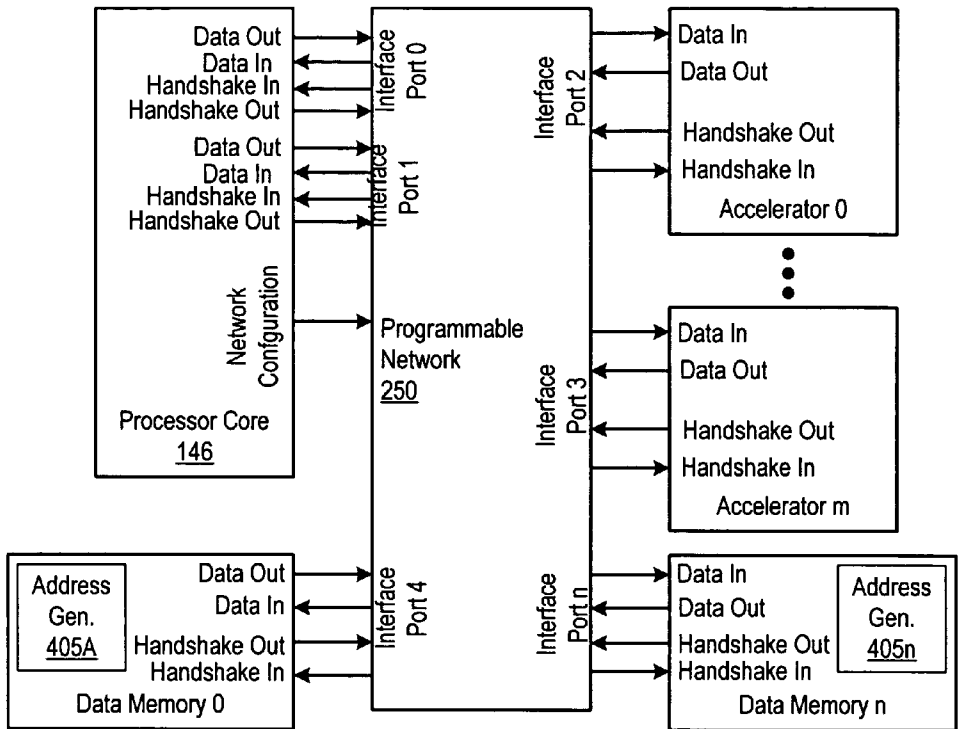 Data Out
Data In
Handshake In
Handshake Out
Data Out
Data In
Handshake In
Handshake Out
Network
Confguration
Processor Core
146
Interface
Port 0
Interface
Port 1
Programmable
Network
250
Interface
Port 2
Interface
Port 3
Data In
Data Out
Handshake Out
Handshake In
Accelerator 0
Data In
Data Out
Handshake Out
Handshake In
Accelerator m
Address
Gen.
405A
Data Out
Data In
Handshake Out
Handshake In
Data Memory 0
Interface
Port 4
Interface
Port n
Data In
Data Out
Handshake Out
Handshake In
Address
Gen.
405n
Data Memory n